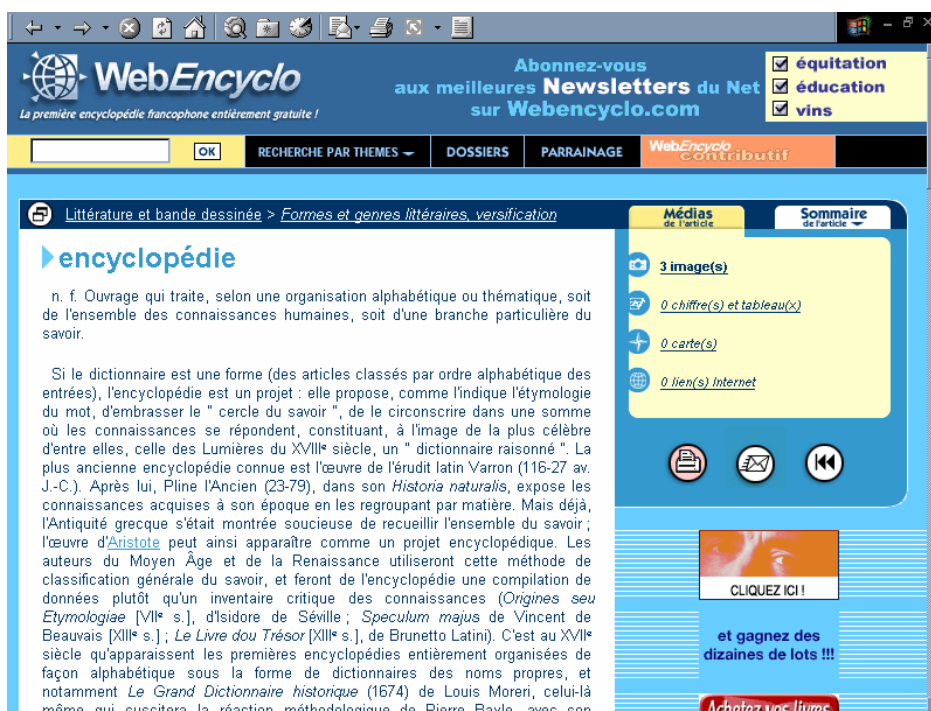 WebEncyclo
La première encyclopédie francophone entièrement gratuite !
Abonnez-vous
aux meilleures Newsletters du Net
sur Webencyclo.com
équitation
éducation
vins
OK
RECHERCHE PAR THEMES
DOSSIERS
PARRAINAGE
WebEncyclo
contributif
Littérature et bande dessinée > Formes et genres littéraires, versification
Médias
de l'article
Sommaire
de l'article
encyclopédie
n. f. Ouvrage qui traite, selon une organisation alphabétique ou thématique, soit
de l'ensemble des connaissances humaines, soit d'une branche particulière du
savoir.
Si le dictionnaire est une forme (des articles classés par ordre alphabétique des
entrées), l'encyclopédie est un projet : elle propose, comme l'indique l'étymologie
du mot, d'embrasser le " cercle du savoir ", de le circonscrire dans une somme
où les connaissances se répondent, constituant, à l'image de la plus célèbre
d'entre elles, celle des Lumières du XVIIIe siècle, un " dictionnaire raisonné ". La
plus ancienne encyclopédie connue est l'œuvre de l'érudit latin Varron (116-27 av.
J.-C.). Après lui, Pline l'Ancien (23-79), dans son Historia naturalis, expose les
connaissances acquises à son époque en les regroupant par matière. Mais déjà,
l'Antiquité grecque s'était montrée soucieuse de recueillir l'ensemble du savoir ;
l'œuvre d'Aristote peut ainsi apparaître comme un projet encyclopédique. Les
auteurs du Moyen Âge et de la Renaissance utiliseront cette méthode de
classification générale du savoir, et feront de l'encyclopédie une compilation de
données plutôt qu'un inventaire critique des connaissances (Origines seu
Etymologiae [VIIe s.], d'Isidore de Séville ; Speculum majus de Vincent de
Beauvais [XIIIe s.] ; Le Livre dou Trésor [XIIIe s.], de Brunetto Latini). C'est au XVIIe
siècle qu'apparaissent les premières encyclopédies entièrement organisées de
façon alphabétique sous la forme de dictionnaires des noms propres, et
notamment Le Grand Dictionnaire historique (1674) de Louis Moreri, celui-là
même qui suscitera la réaction méthodologique de Pierre Bayle, avec son
3 image(s)
0 chiffre(s) et tableau(x)
0 carte(s)
0 lien(s) Internet
CLIQUEZ ICI !
et gagnez des
dizaines de lots !!!
Achetez vos livres